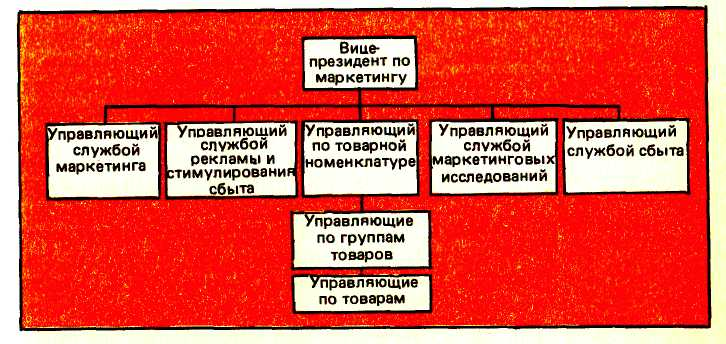 Вице-
президент по
маркетингу
Управляющий
службой
маркетинга
Управляющий
службой
рекламы и
стимулирования
сбыта
Управляющий
по товарной
номенклатуре
Управляющий
службой
маркетинговых
исследований
Управляющий
службой сбыта
Управляющие
по группам
товаров
Управляющие
по товарам